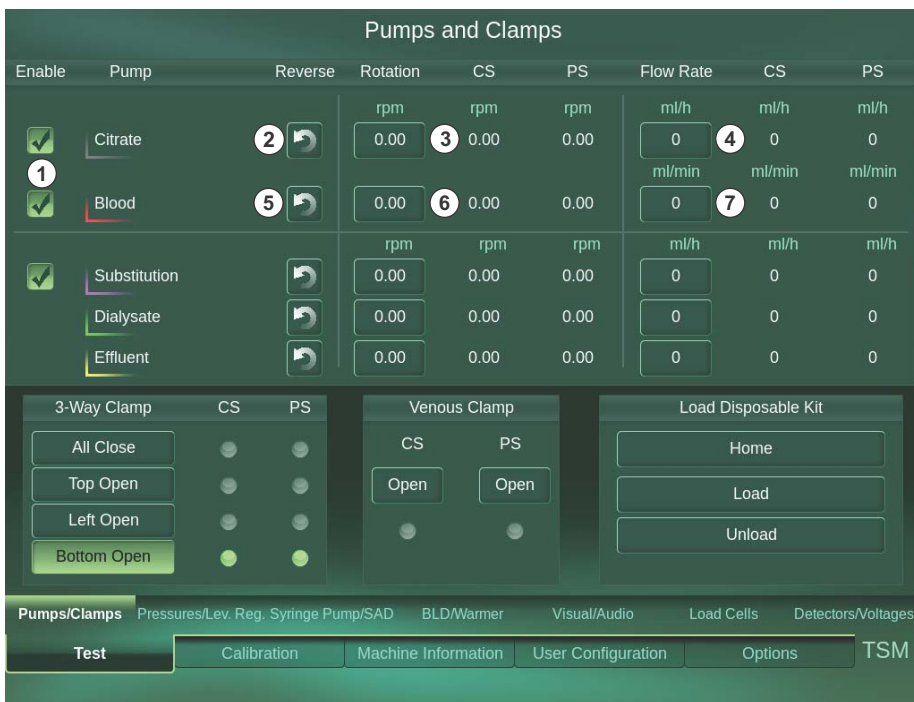 Pumps and Clamps
Enable Pump Reverse Rotation CS PS Flow Rate CS PS
rpm rpm rpm ml/h ml/h ml/h
Citrate 2 0.00 3 0.00 0.00 0 4 0 0
1 ml/min ml/min ml/min
Blood 5 0.00 6 0.00 0.00 0 7 0 0
rpm rpm rpm ml/h ml/h ml/h
Substitution 0.00 0.00 0.00 0 0 0
Dialysate 0.00 0.00 0.00 0 0 0
Effluent 0.00 0.00 0.00 0 0 0
3-Way Clamp CS PS Venous Clamp Load Disposable Kit
All Close CS PS Home
Top Open Open Open Load
Left Open Unload
Bottom Open
Pumps/Clamps Pressures/Lev. Reg. Syringe Pump/SAD BLD/Warmer Visual/Audio Load Cells Detectors/Voltages
Test Calibration Machine Information User Configuration Options TSM